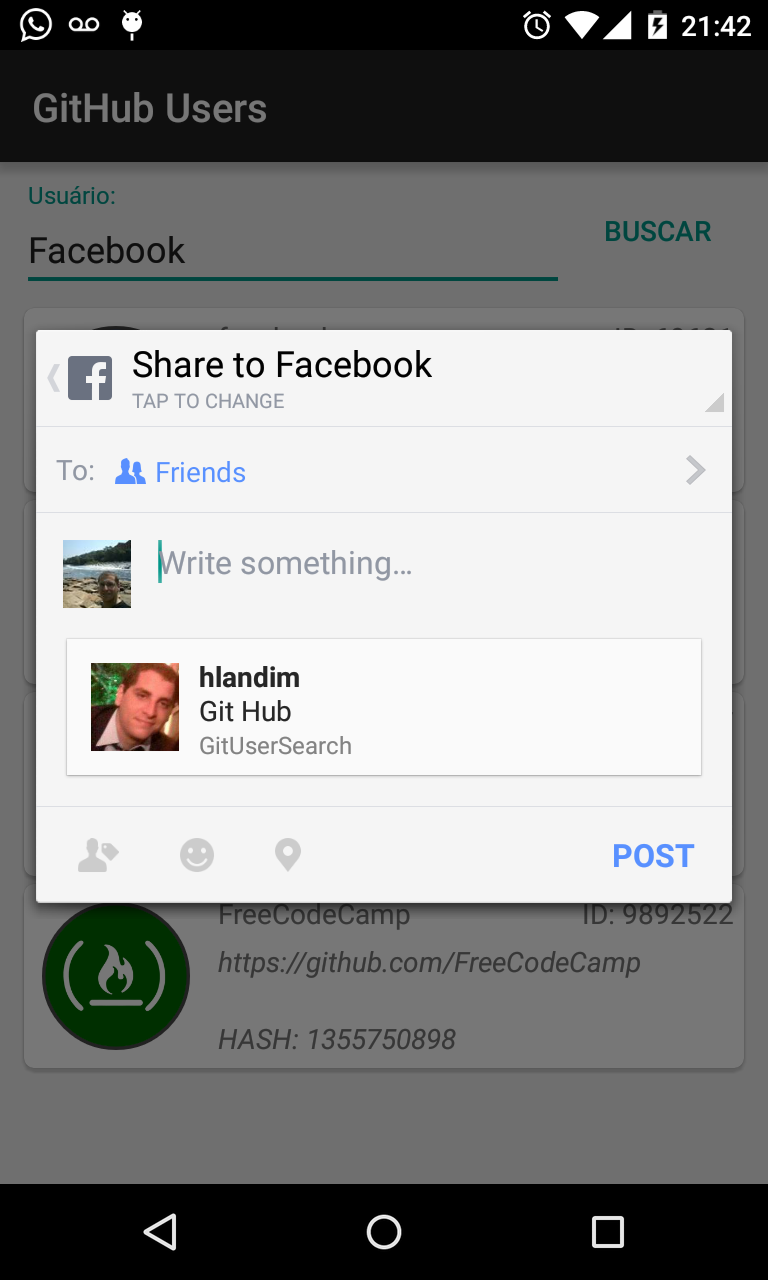 21:42
GitHub Users
Usuário:
Facebook
BUSCAR
Share to Facebook
TAP TO CHANGE
To: Friends
Write something…
hlandim
Git Hub
GitUserSearch
POST
FreeCodeCamp ID: 9892522
https://github.com/FreeCodeCamp
HASH: 1355750898